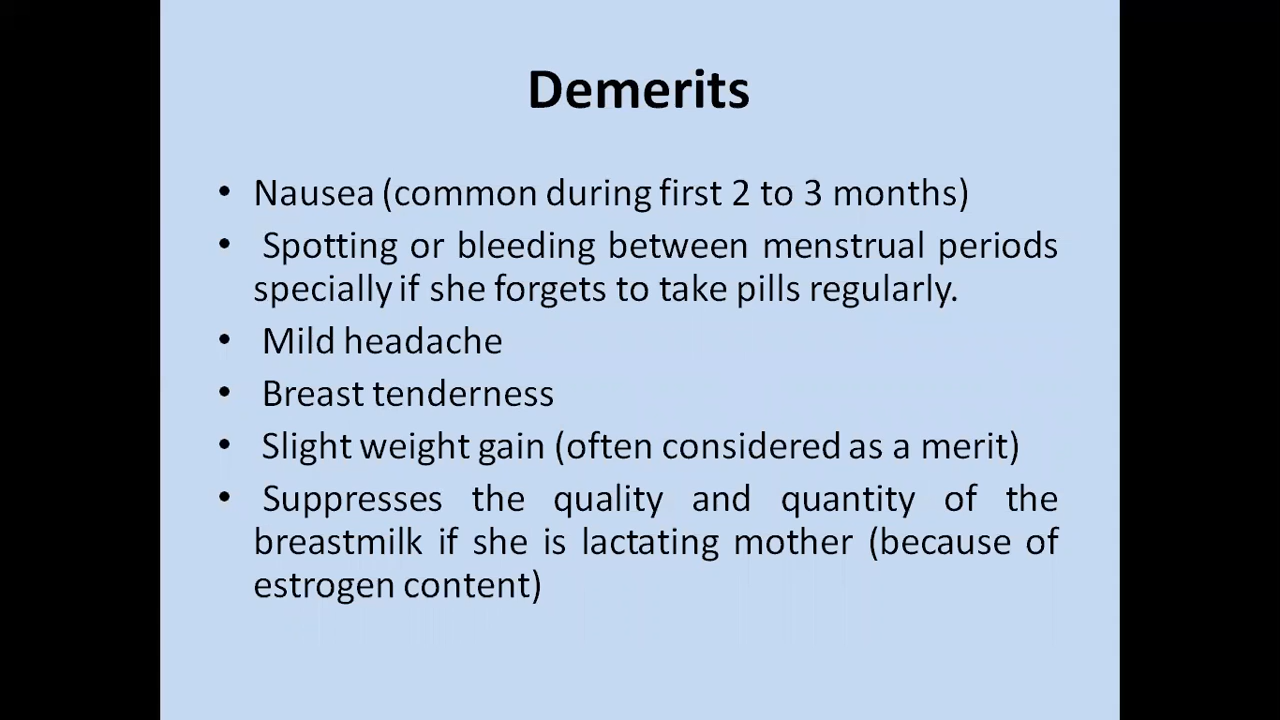 Demerits
• Nausea (common during first 2 to 3 months)
• Spotting or bleeding between menstrual periods
specially if she forgets to take pills regularly.
• Mild headache
• Breast tenderness
• Slight weight gain (often considered as a merit)
• Suppresses the quality and quantity of the
breastmilk if she is lactating mother (because of
estrogen content)